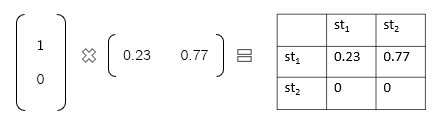 st₁ st₂
1
0.23 0.77
st₁ 0.23 0.77
0
st₂ 0 0